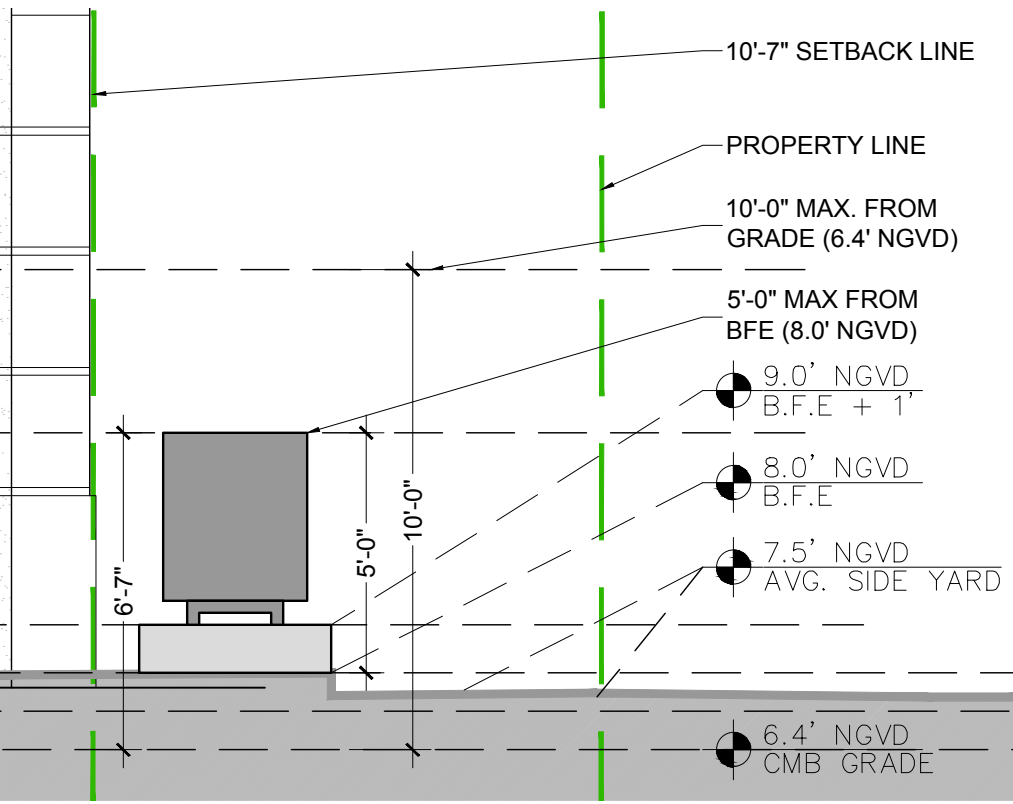 10'-7" SETBACK LINE
PROPERTY LINE
10'-0" MAX. FROM
GRADE (6.4' NGVD)
5'-0" MAX FROM
BFE (8.0' NGVD)
9.0' NGVD
B.F.E + 1'
8.0' NGVD
B.F.E
7.5' NGVD
AVG. SIDE YARD
6.4' NGVD
CMB GRADE
6'-7"
5'-0"
10'-0"